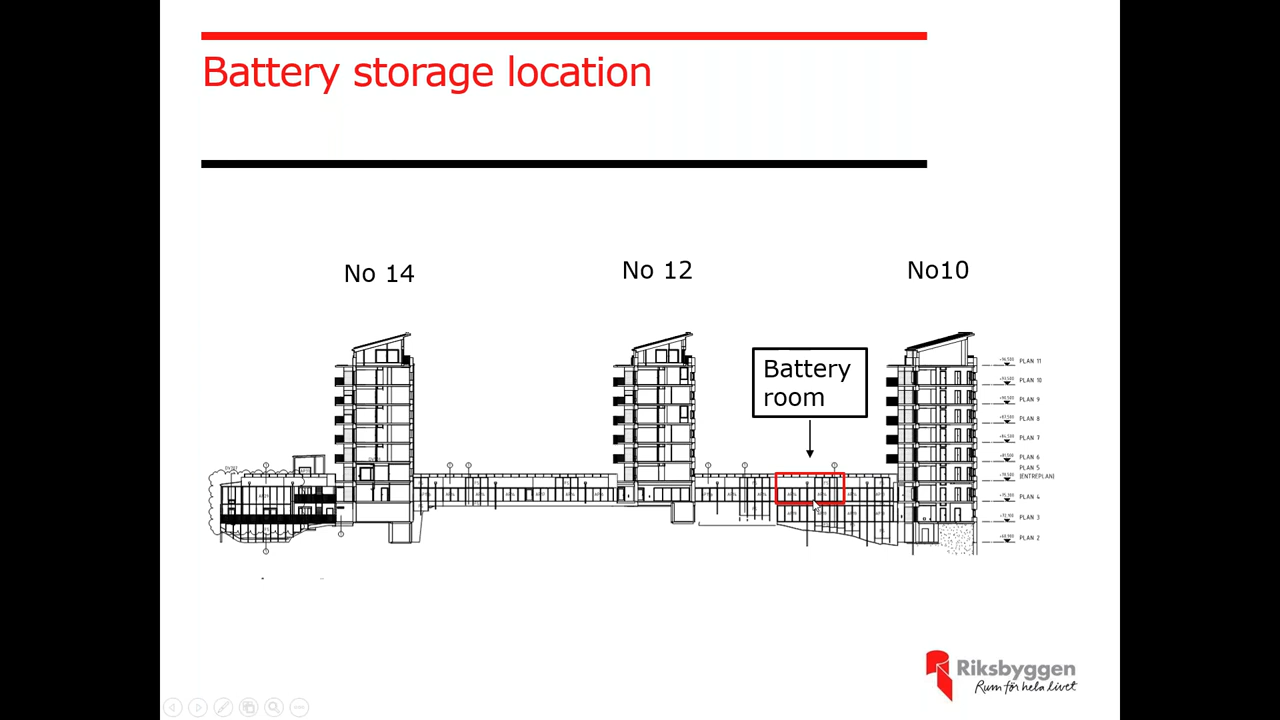 Battery storage location
No 14
No 12
No10
Battery
room
PLAN 11
PLAN 10
PLAN 9
PLAN 8
PLAN 7
PLAN 6
PLAN 5
(ENTRÉPLAN)
PLAN 4
PLAN 3
PLAN 2
Riksbyggen
Rum för hela livet